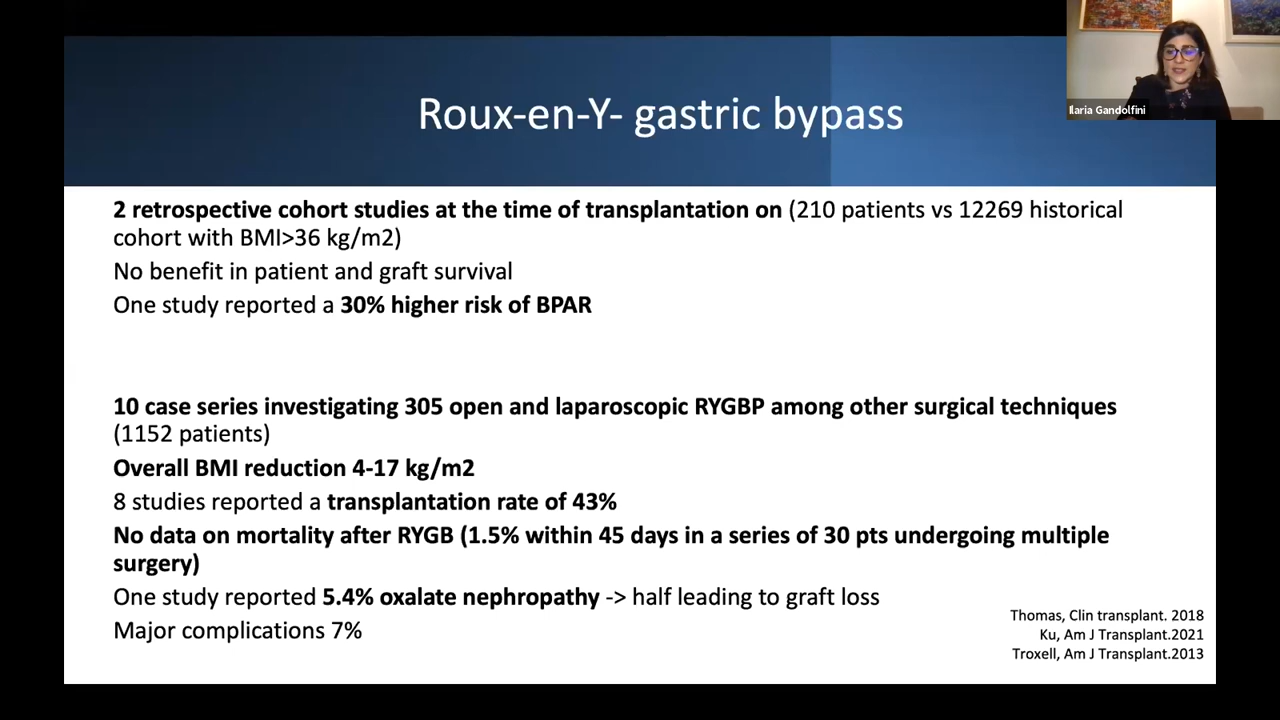 Ilaria Gandolfini
Roux-en-Y- gastric bypass
2 retrospective cohort studies at the time of transplantation on (210 patients vs 12269 historical
cohort with BMI>36 kg/m2)
No benefit in patient and graft survival
One study reported a 30% higher risk of BPAR
10 case series investigating 305 open and laparoscopic RYGBP among other surgical techniques
(1152 patients)
Overall BMI reduction 4-17 kg/m2
8 studies reported a transplantation rate of 43%
No data on mortality after RYGB (1.5% within 45 days in a series of 30 pts undergoing multiple
surgery)
One study reported 5.4% oxalate nephropathy -> half leading to graft loss
Major complications 7%
Thomas, Clin transplant. 2018
Ku, Am J Transplant.2021
Troxell, Am J Transplant.2013